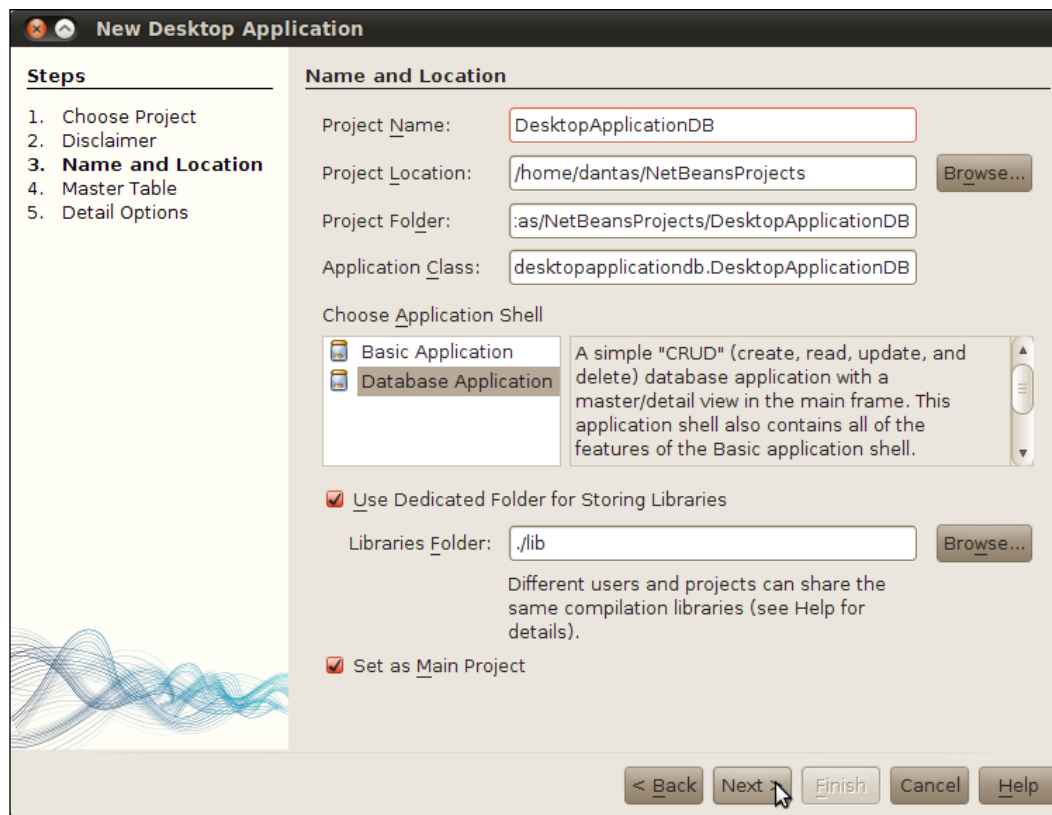 New Desktop Application
Steps
1. Choose Project
2. Disclaimer
3. Name and Location
4. Master Table
5. Detail Options
Name and Location
Project Name: DesktopApplicationDB
Project Location: /home/dantas/NetBeansProjects Browse...
Project Folder: :as/NetBeansProjects/DesktopApplicationDB
Application Class: desktopapplicationdb.DesktopApplicationDB
Choose Application Shell
Basic Application
Database Application
A simple "CRUD" (create, read, update, and
delete) database application with a
master/detail view in the main frame. This
application shell also contains all of the
features of the Basic application shell.
Use Dedicated Folder for Storing Libraries
Libraries Folder: ./lib Browse...
Different users and projects can share the
same compilation libraries (see Help for
details).
Set as Main Project
< Back Next > Finish Cancel Help